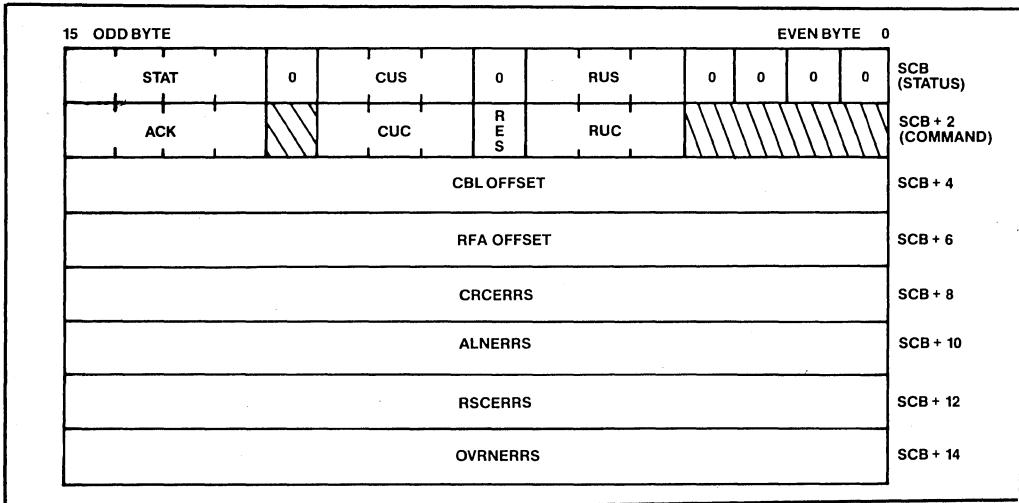 15 ODD BYTE EVEN BYTE 0
STAT 0 CUS 0 RUS 0 0 0 0 SCB (STATUS)
ACK CUC RES RUC SCB + 2 (COMMAND)
CBL OFFSET SCB + 4
RFA OFFSET SCB + 6
CRCERRS SCB + 8
ALNERRS SCB + 10
RSCERRS SCB + 12
OVRNERRS SCB + 14